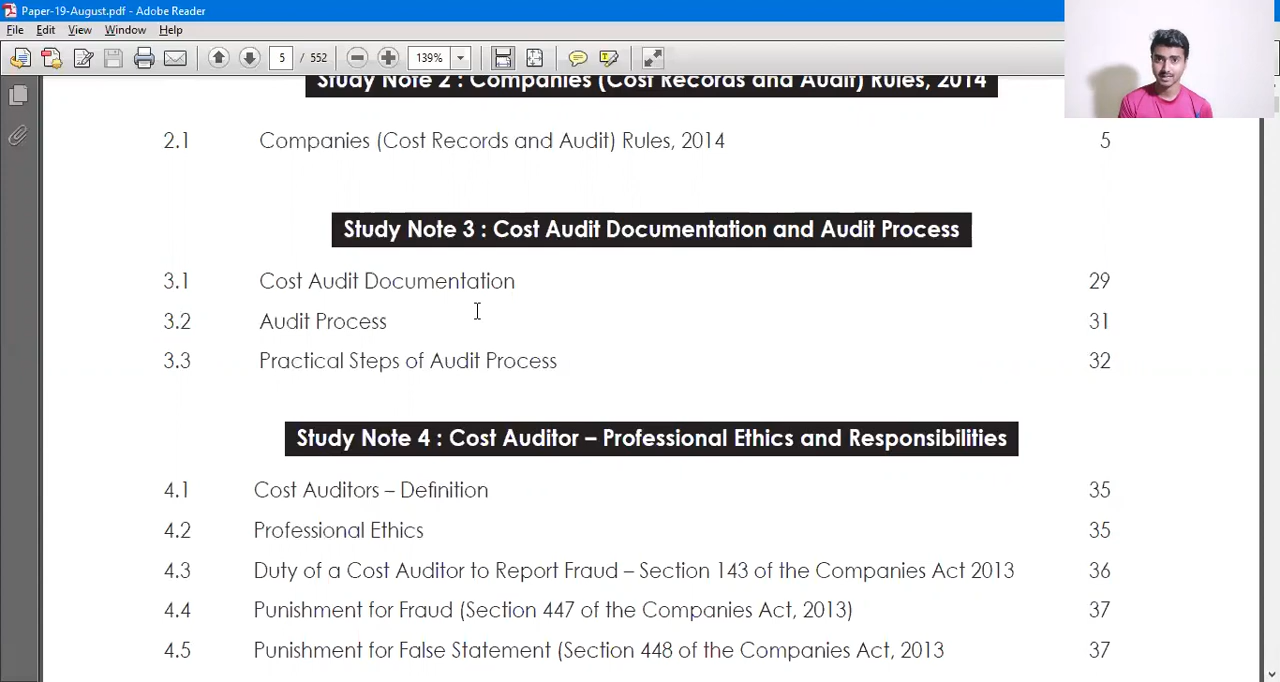 Paper-19-August.pdf - Adobe Reader
File Edit View Window Help
5 / 552 139%
Study Note 2 : Companies (Cost Records and Audit) Rules, 2014
2.1 Companies (Cost Records and Audit) Rules, 2014 5
Study Note 3 : Cost Audit Documentation and Audit Process
3.1 Cost Audit Documentation 29
3.2 Audit Process 31
3.3 Practical Steps of Audit Process 32
Study Note 4 : Cost Auditor – Professional Ethics and Responsibilities
4.1 Cost Auditors – Definition 35
4.2 Professional Ethics 35
4.3 Duty of a Cost Auditor to Report Fraud – Section 143 of the Companies Act 2013 36
4.4 Punishment for Fraud (Section 447 of the Companies Act, 2013) 37
4.5 Punishment for False Statement (Section 448 of the Companies Act, 2013 37